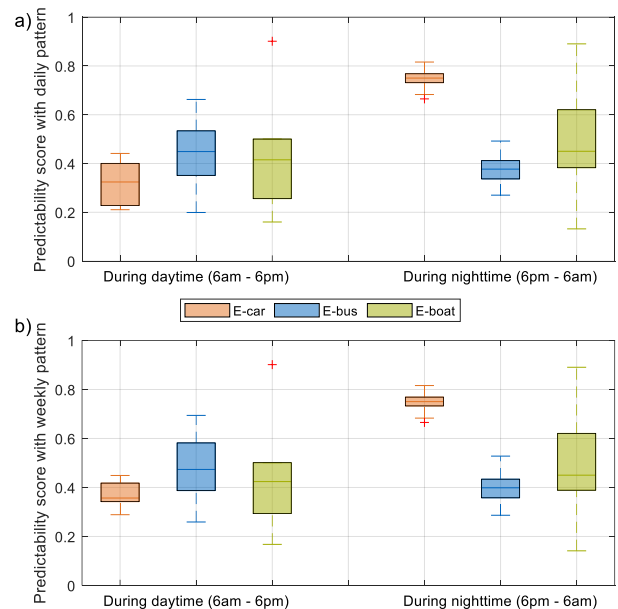 a)
Predictability score with daily pattern
1
0.8
0.6
0.4
0.2
0
During daytime (6am - 6pm)
During nighttime (6pm - 6am)
E-car
E-bus
E-boat
b)
Predictability score with weekly pattern
1
0.8
0.6
0.4
0.2
0
During daytime (6am - 6pm)
During nighttime (6pm - 6am)